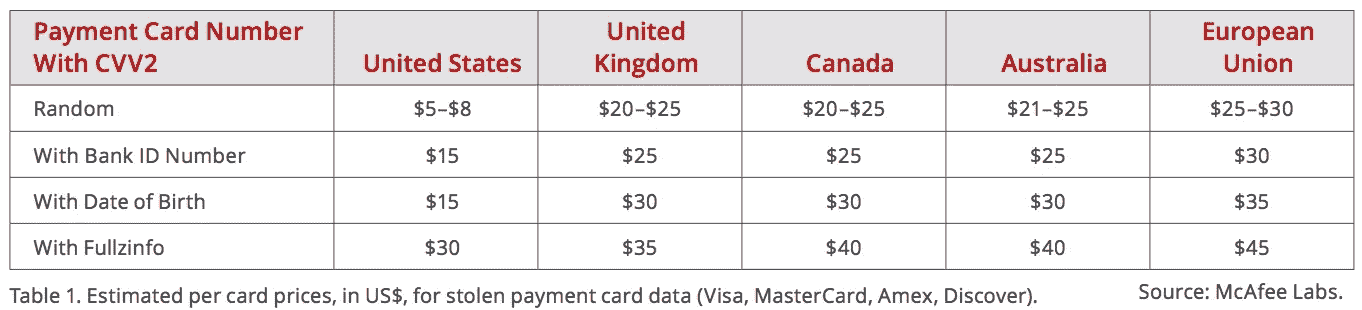 Payment Card Number With CVV2 United States United Kingdom Canada Australia European Union
Random $5–$8 $20–$25 $20–$25 $21–$25 $25–$30
With Bank ID Number $15 $25 $25 $25 $30
With Date of Birth $15 $30 $30 $30 $35
With Fullzinfo $30 $35 $40 $40 $45
Table 1. Estimated per card prices, in US$, for stolen payment card data (Visa, MasterCard, Amex, Discover). Source: McAfee Labs.